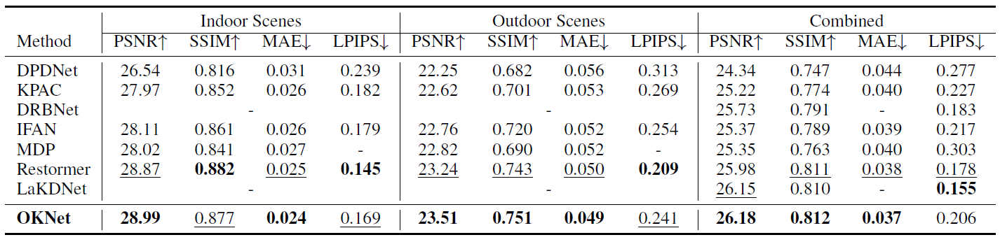 Indoor Scenes Outdoor Scenes Combined
Method PSNR↑ SSIM↑ MAE↓ LPIPS↓ PSNR↑ SSIM↑ MAE↓ LPIPS↓ PSNR↑ SSIM↑ MAE↓ LPIPS↓
DPDNet 26.54 0.816 0.031 0.239 22.25 0.682 0.056 0.313 24.34 0.747 0.044 0.277
KPAC 27.97 0.852 0.026 0.182 22.62 0.701 0.053 0.269 25.22 0.774 0.040 0.227
DRBNet - - 25.73 0.791 - 0.183
IFAN 28.11 0.861 0.026 0.179 22.76 0.720 0.052 0.254 25.37 0.789 0.039 0.217
MDP 28.02 0.841 0.027 - 22.82 0.690 0.052 - 25.35 0.763 0.040 0.303
Restormer 28.87 0.882 0.025 0.145 23.24 0.743 0.050 0.209 25.98 0.811 0.038 0.178
LaKDNet - - 26.15 0.810 - 0.155
OKNet 28.99 0.877 0.024 0.169 23.51 0.751 0.049 0.241 26.18 0.812 0.037 0.206